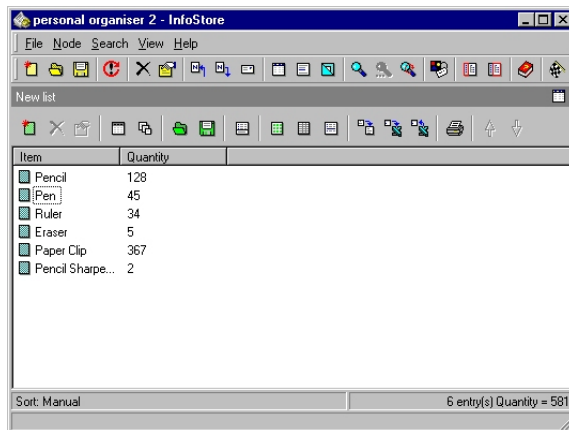 personal organiser 2 - InfoStore
File Node Search View Help
New list
Item Quantity
Pencil 128
Pen 45
Ruler 34
Eraser 5
Paper Clip 367
Pencil Sharpe... 2
Sort: Manual 6 entry(s) Quantity = 581